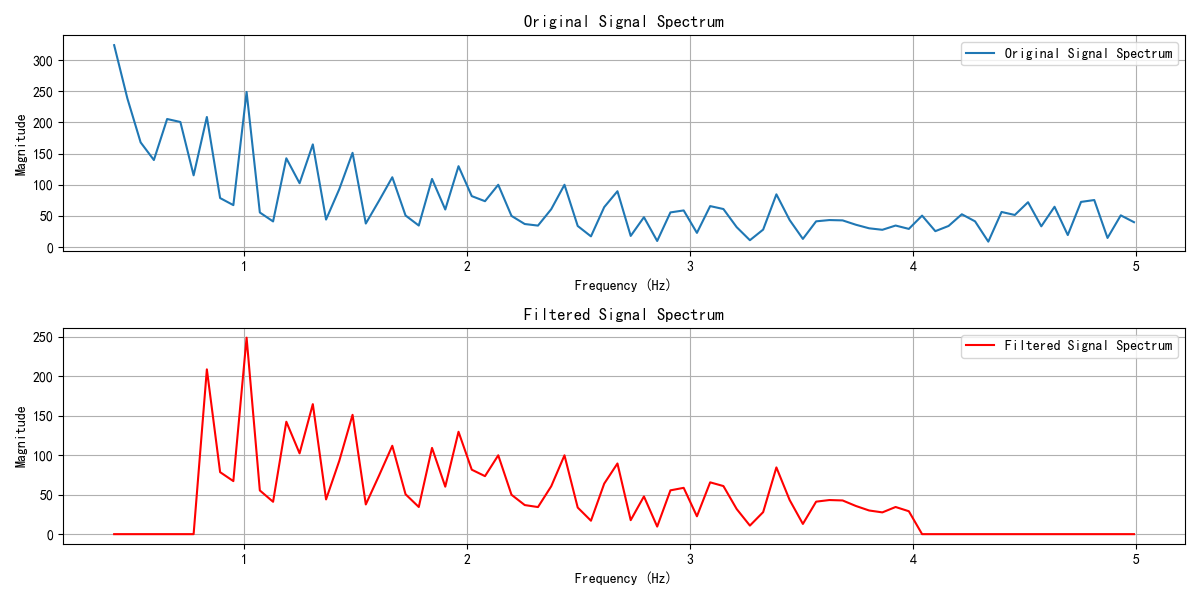 Original Signal Spectrum
300
250
200
150
100
50
0
Magnitude
Original Signal Spectrum
1 2 3 4 5
Frequency (Hz)
Filtered Signal Spectrum
250
200
150
100
50
0
Magnitude
Filtered Signal Spectrum
1 2 3 4 5
Frequency (Hz)